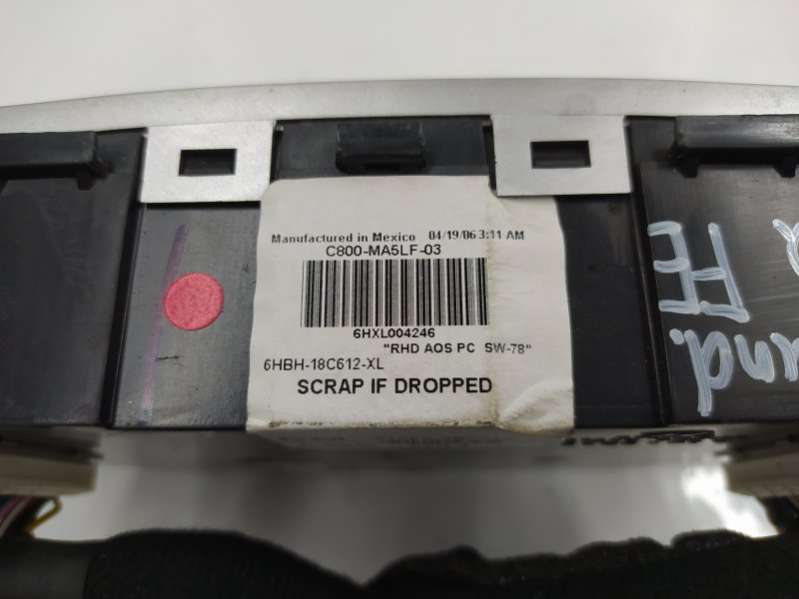 Manufactured in Mexico 04/19/06 3:11 AM
C800-MA5LF-03
6HXL004246
"RHD AOS PC SW-78"
6HBH-18C612-XL
SCRAP IF DROPPED
FE